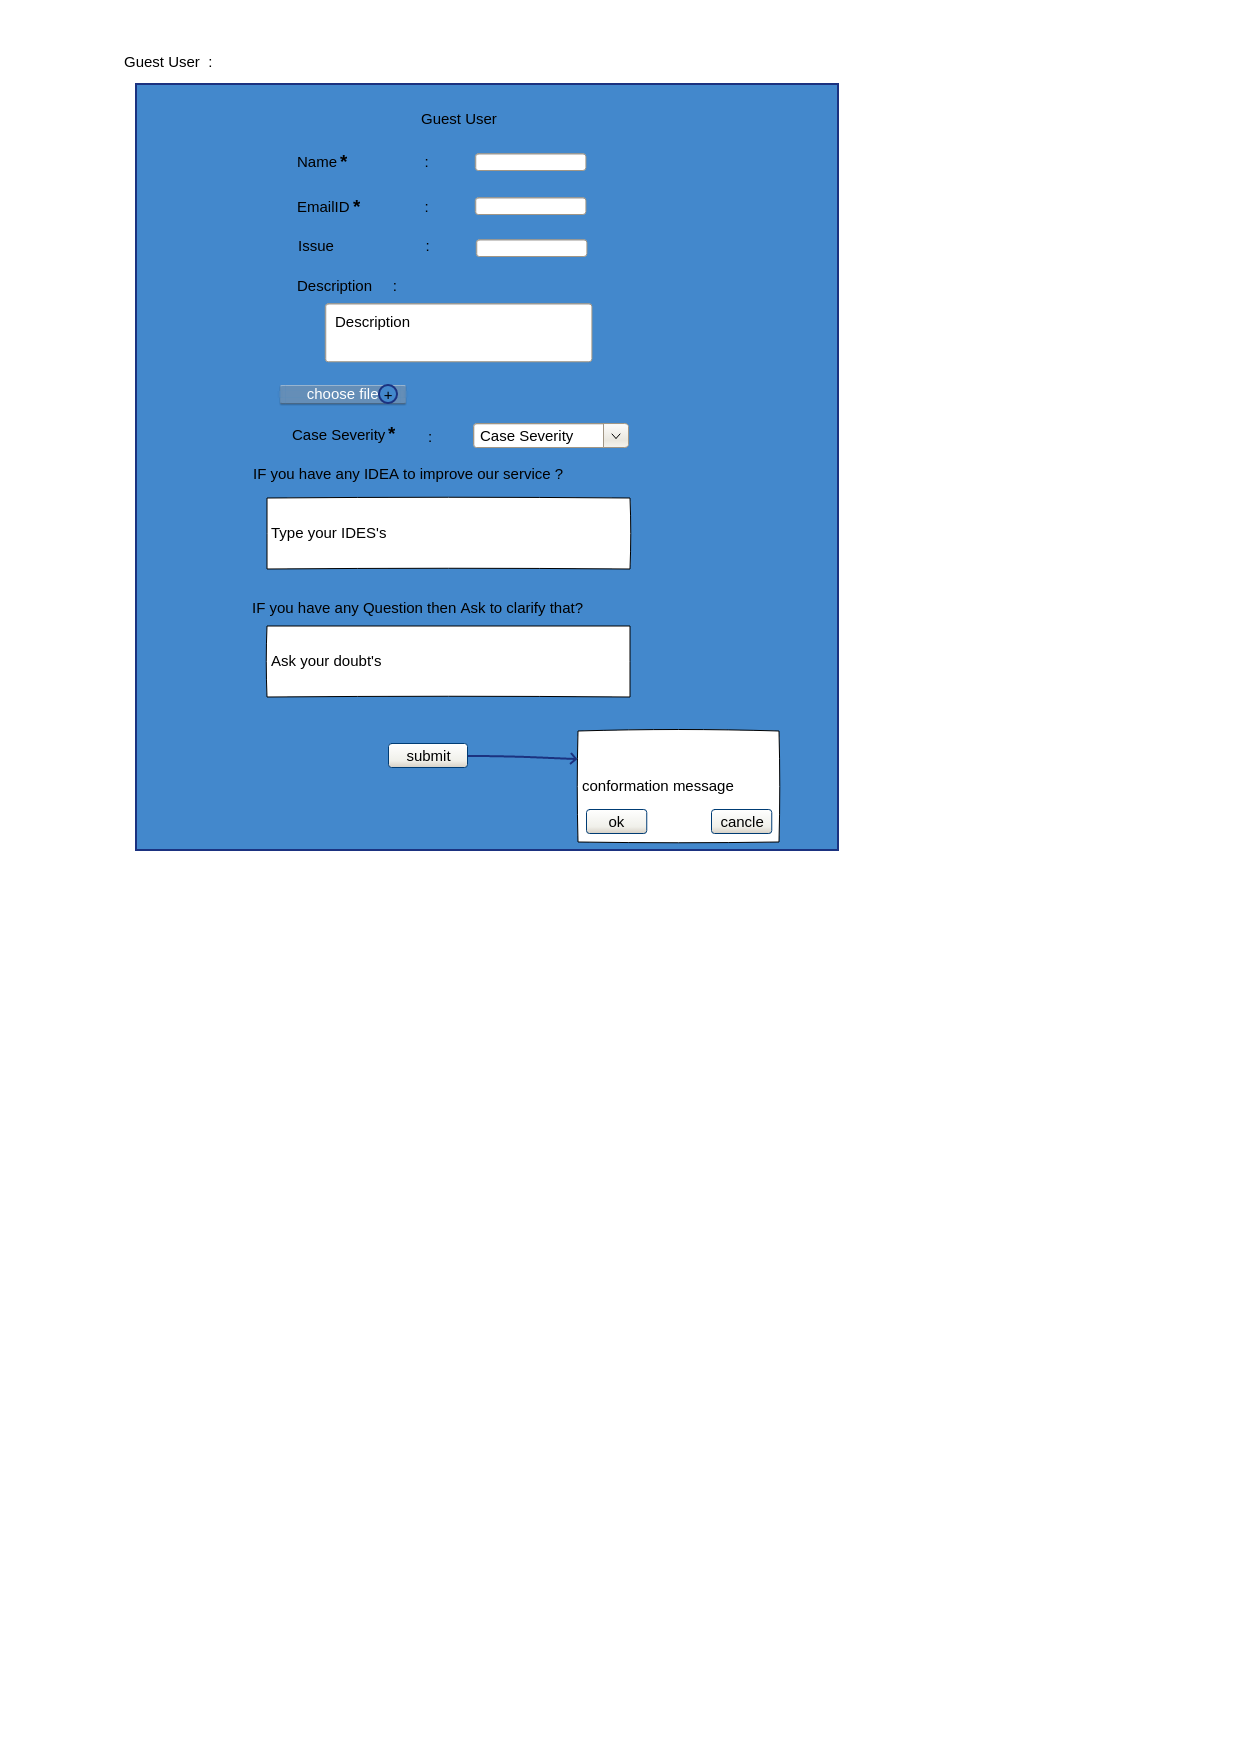 Guest User  :
Guest User
Name * :
EmailID * :
Issue :
Description :
Description
choose file +
Case Severity * : Case Severity
IF you have any IDEA to improve our service ?
Type your IDES's
IF you have any Question then Ask to clarify that?
Ask your doubt's
submit
conformation message
ok cancle